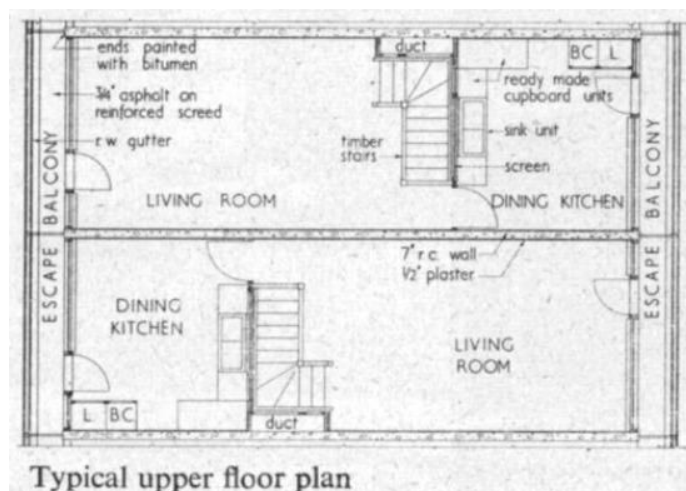 ends painted
with bitumen
¾" asphalt on
reinforced screed
r w gutter
duct
BC L
ready made
cupboard units
sink unit
timber
stairs
screen
LIVING ROOM
DINING KITCHEN
ESCAPE BALCONY
ESCAPE BALCONY
7" r.c. wall
½" plaster
DINING
KITCHEN
LIVING
ROOM
L BC
duct
Typical upper floor plan